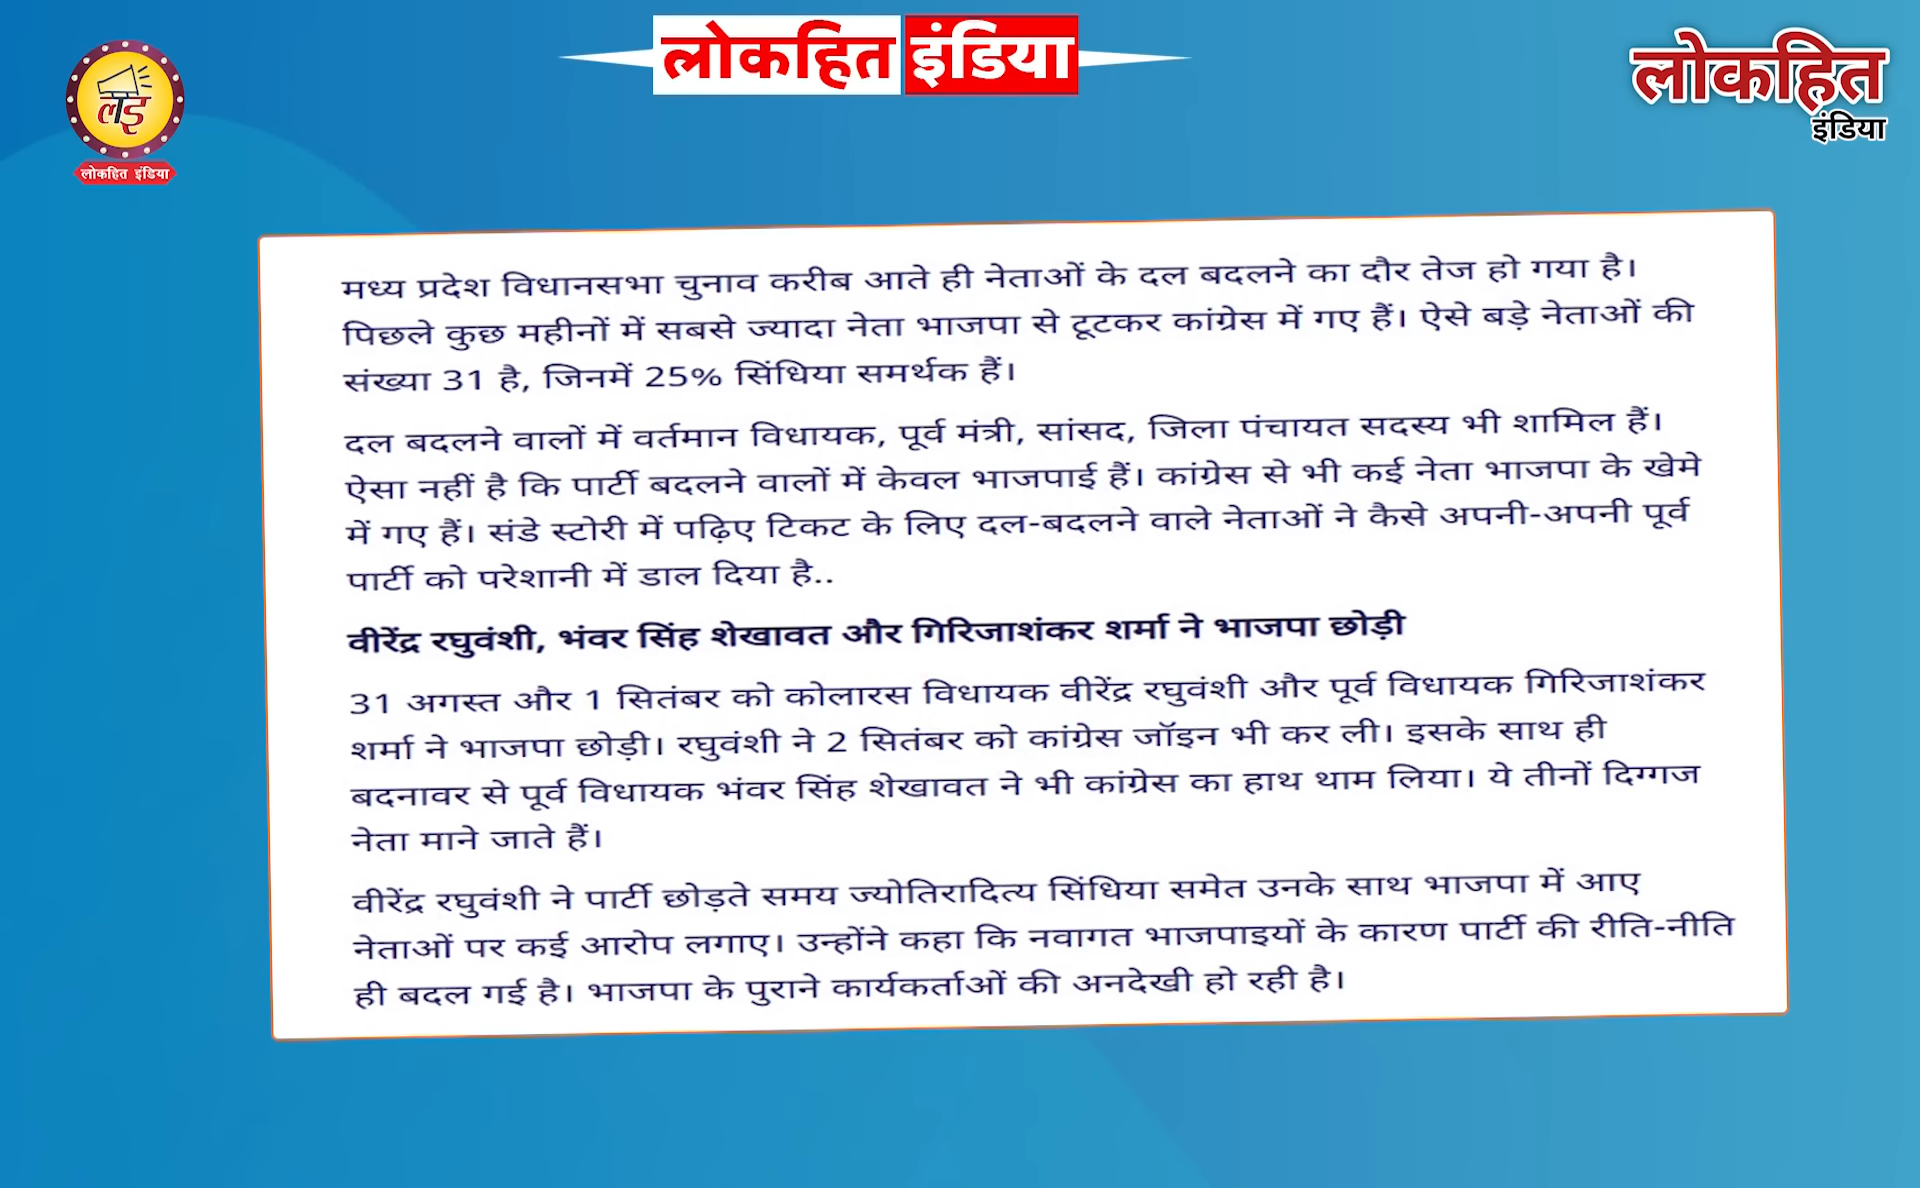 लोकहित इंडिया
लोकहित
इंडिया
लइ
लोकहित इंडिया
मध्य प्रदेश विधानसभा चुनाव करीब आते ही नेताओं के दल बदलने का दौर तेज हो गया है।
पिछले कुछ महीनों में सबसे ज्यादा नेता भाजपा से टूटकर कांग्रेस में गए हैं। ऐसे बड़े नेताओं की
संख्या 31 है, जिनमें 25% सिंधिया समर्थक हैं।
दल बदलने वालों में वर्तमान विधायक, पूर्व मंत्री, सांसद, जिला पंचायत सदस्य भी शामिल हैं।
ऐसा नहीं है कि पार्टी बदलने वालों में केवल भाजपाई हैं। कांग्रेस से भी कई नेता भाजपा के खेमे
में गए हैं। संडे स्टोरी में पढ़िए टिकट के लिए दल-बदलने वाले नेताओं ने कैसे अपनी-अपनी पूर्व
पार्टी को परेशानी में डाल दिया है..
वीरेंद्र रघुवंशी, भंवर सिंह शेखावत और गिरिजाशंकर शर्मा ने भाजपा छोड़ी
31 अगस्त और 1 सितंबर को कोलारस विधायक वीरेंद्र रघुवंशी और पूर्व विधायक गिरिजाशंकर
शर्मा ने भाजपा छोड़ी। रघुवंशी ने 2 सितंबर को कांग्रेस जॉइन भी कर ली। इसके साथ ही
बदनावर से पूर्व विधायक भंवर सिंह शेखावत ने भी कांग्रेस का हाथ थाम लिया। ये तीनों दिग्गज
नेता माने जाते हैं।
वीरेंद्र रघुवंशी ने पार्टी छोड़ते समय ज्योतिरादित्य सिंधिया समेत उनके साथ भाजपा में आए
नेताओं पर कई आरोप लगाए। उन्होंने कहा कि नवागत भाजपाइयों के कारण पार्टी की रीति-नीति
ही बदल गई है। भाजपा के पुराने कार्यकर्ताओं की अनदेखी हो रही है।